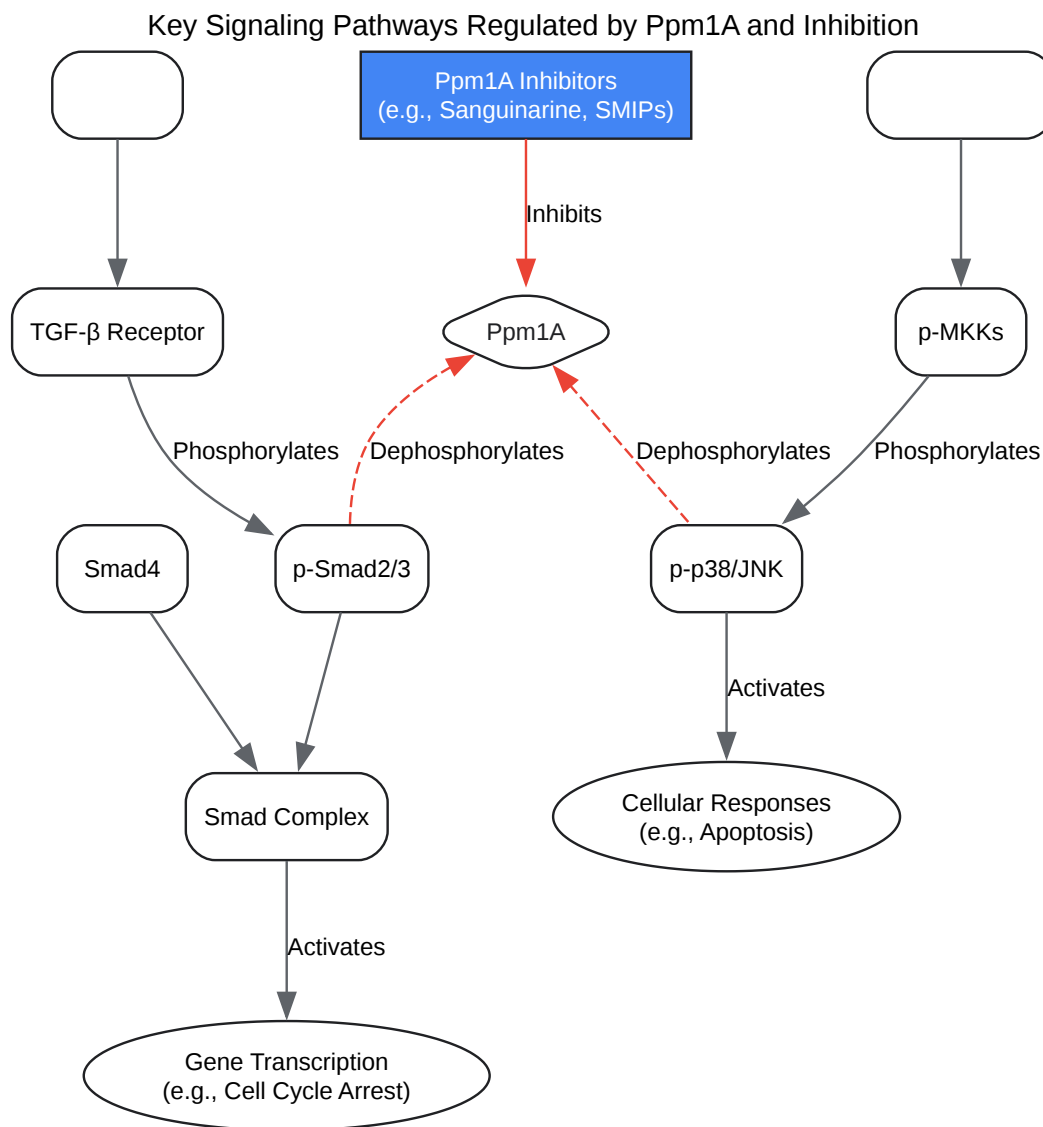 Key Signaling Pathways Regulated by Ppm1A and Inhibition
Ppm1A Inhibitors
(e.g., Sanguinarine, SMIPs)
Inhibits
TGF-β Receptor
Ppm1A
p-MKKs
Phosphorylates
Dephosphorylates
Dephosphorylates
Phosphorylates
Smad4
p-Smad2/3
p-p38/JNK
Activates
Smad Complex
Cellular Responses
(e.g., Apoptosis)
Activates
Gene Transcription
(e.g., Cell Cycle Arrest)